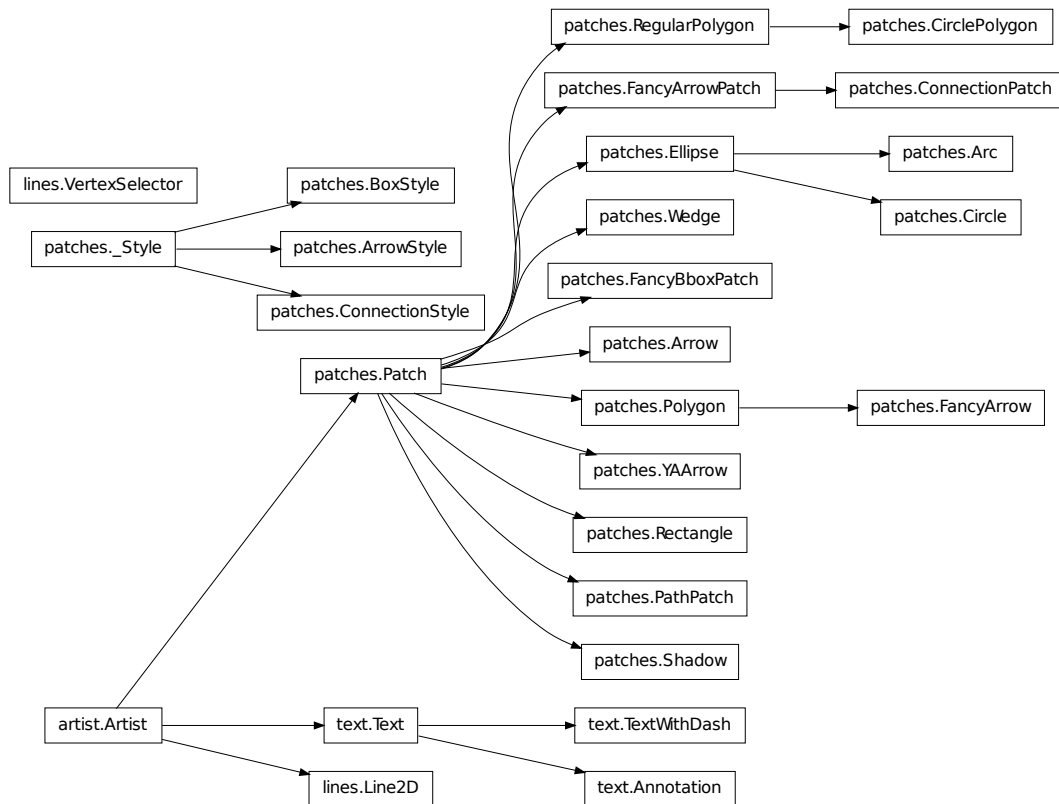 patches.RegularPolygon
patches.CirclePolygon
patches.FancyArrowPatch
patches.ConnectionPatch
patches.Ellipse
patches.Arc
lines.VertexSelector
patches.BoxStyle
patches.Wedge
patches.Circle
patches._Style
patches.ArrowStyle
patches.FancyBboxPatch
patches.ConnectionStyle
patches.Arrow
patches.Patch
patches.Polygon
patches.FancyArrow
patches.YAArrow
patches.Rectangle
patches.PathPatch
patches.Shadow
artist.Artist
text.Text
text.TextWithDash
lines.Line2D
text.Annotation